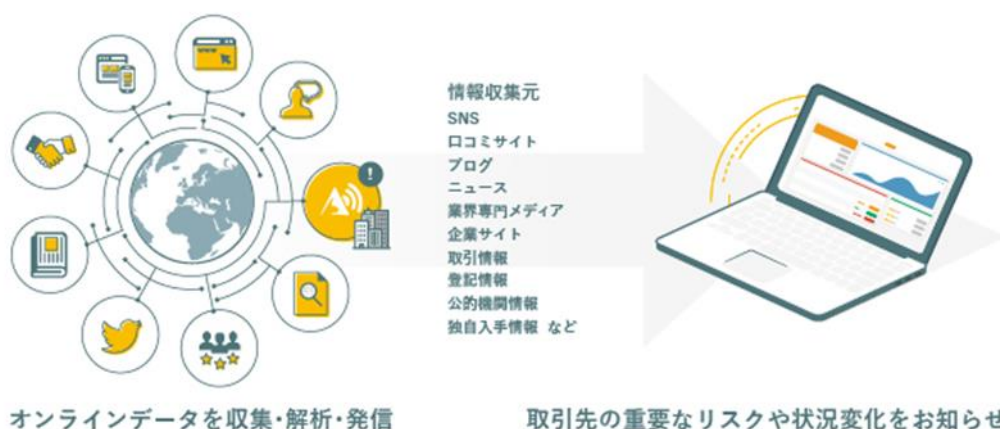 www
情報収集元
SNS
口コミサイト
ブログ
ニュース
業界専門メディア
企業サイト
取引情報
登記情報
公的機関情報
独自入手情報 など
オンラインデータを収集・解析・発信
取引先の重要なリスクや状況変化をお知らせ